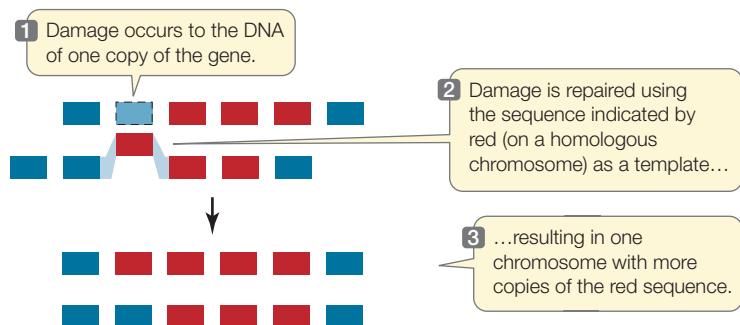 1 Damage occurs to the DNA
of one copy of the gene.
2 Damage is repaired using
the sequence indicated by
red (on a homologous
chromosome) as a template…
3 …resulting in one
chromosome with more
copies of the red sequence.